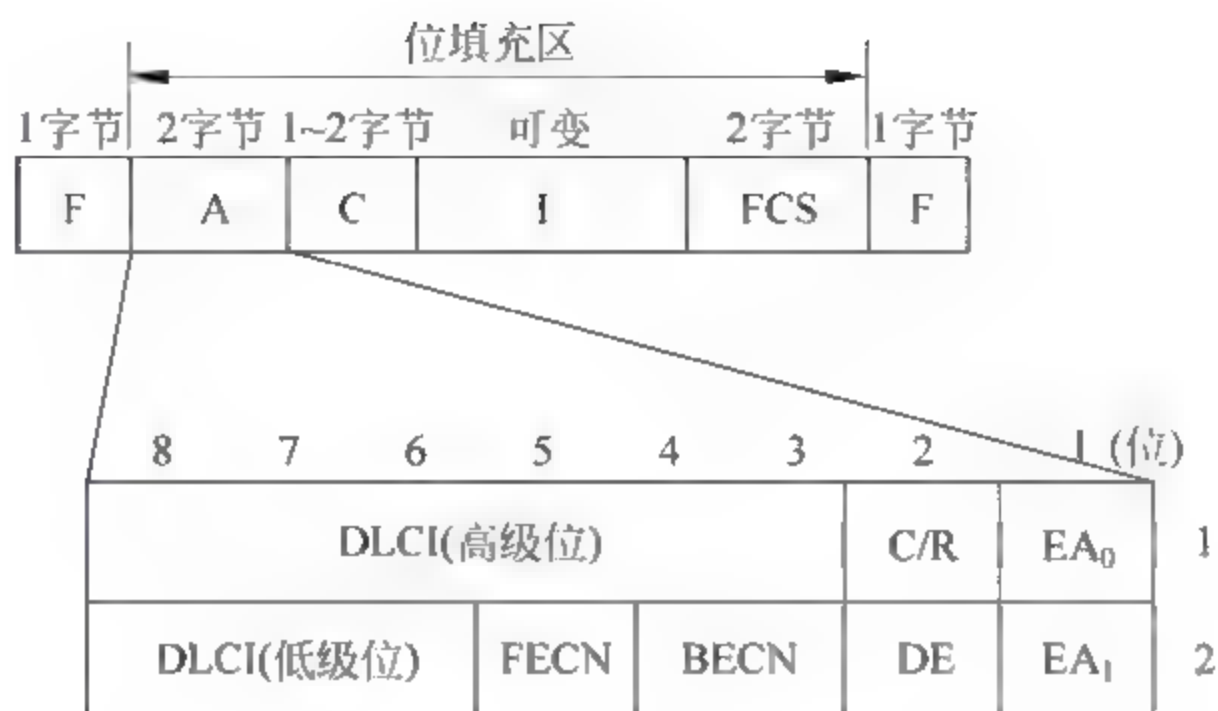 位填充区
1字节 2字节 1~2字节 可变 2字节 1字节
F A C I FCS F
8 7 6 5 4 3 2 1 (位)
DLCI(高级位) C/R EA₀ 1
DLCI(低级位) FECN BECN DE EA₁ 2